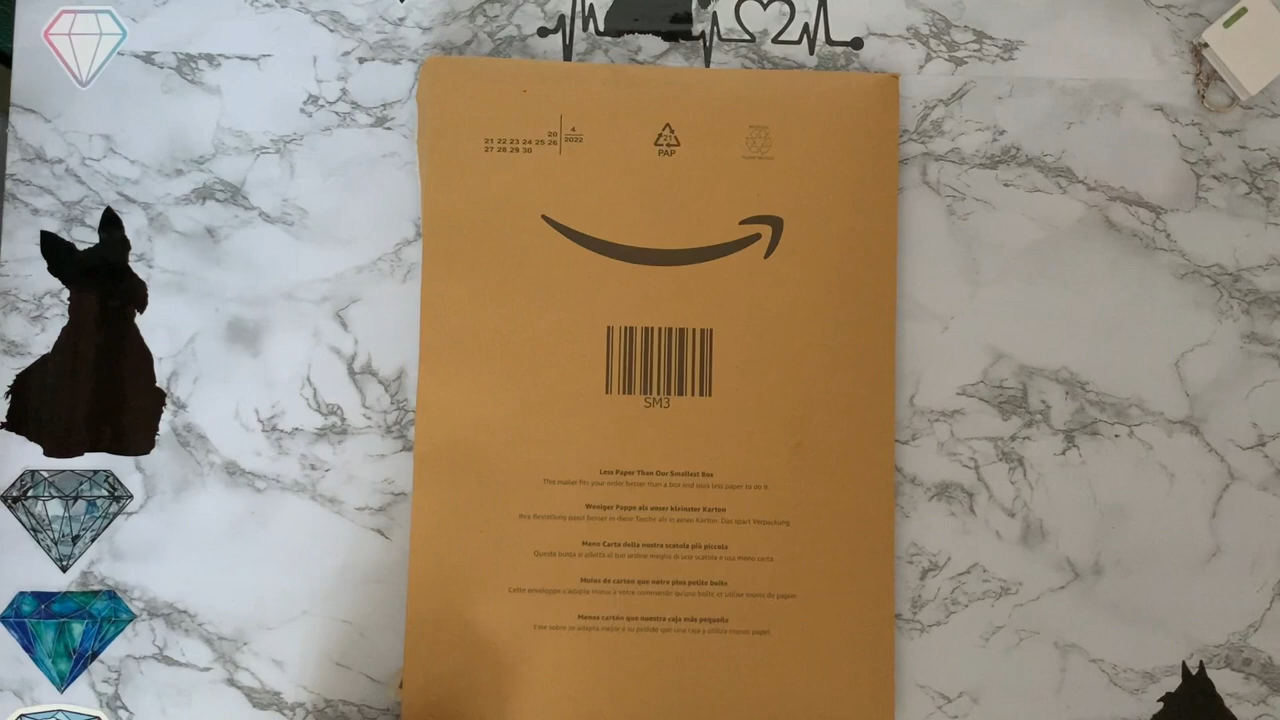 20
21 22 23 24 25 26
27 28 29 30
4
2022
21
PAP
SM3
Less Paper Than Our Smallest Box
This mailer fits your order better than a box and uses less paper to do it.
Weniger Pappe als unser kleinster Karton
Ihre Bestellung passt besser in diese Tasche als in einen Karton. Das spart Verpackung
Meno Carta della nostra scatola più piccola
Questa busta si adatta al tuo ordine meglio di una scatola e usa meno carta
Moins de carton que notre plus petite boîte
Cette enveloppe s'adapte mieux à votre commande qu'une boîte et utilise moins de papier
Menos cartón que nuestra caja más pequeña
Este sobre se adapta mejor a tu pedido que una caja y utiliza menos papel